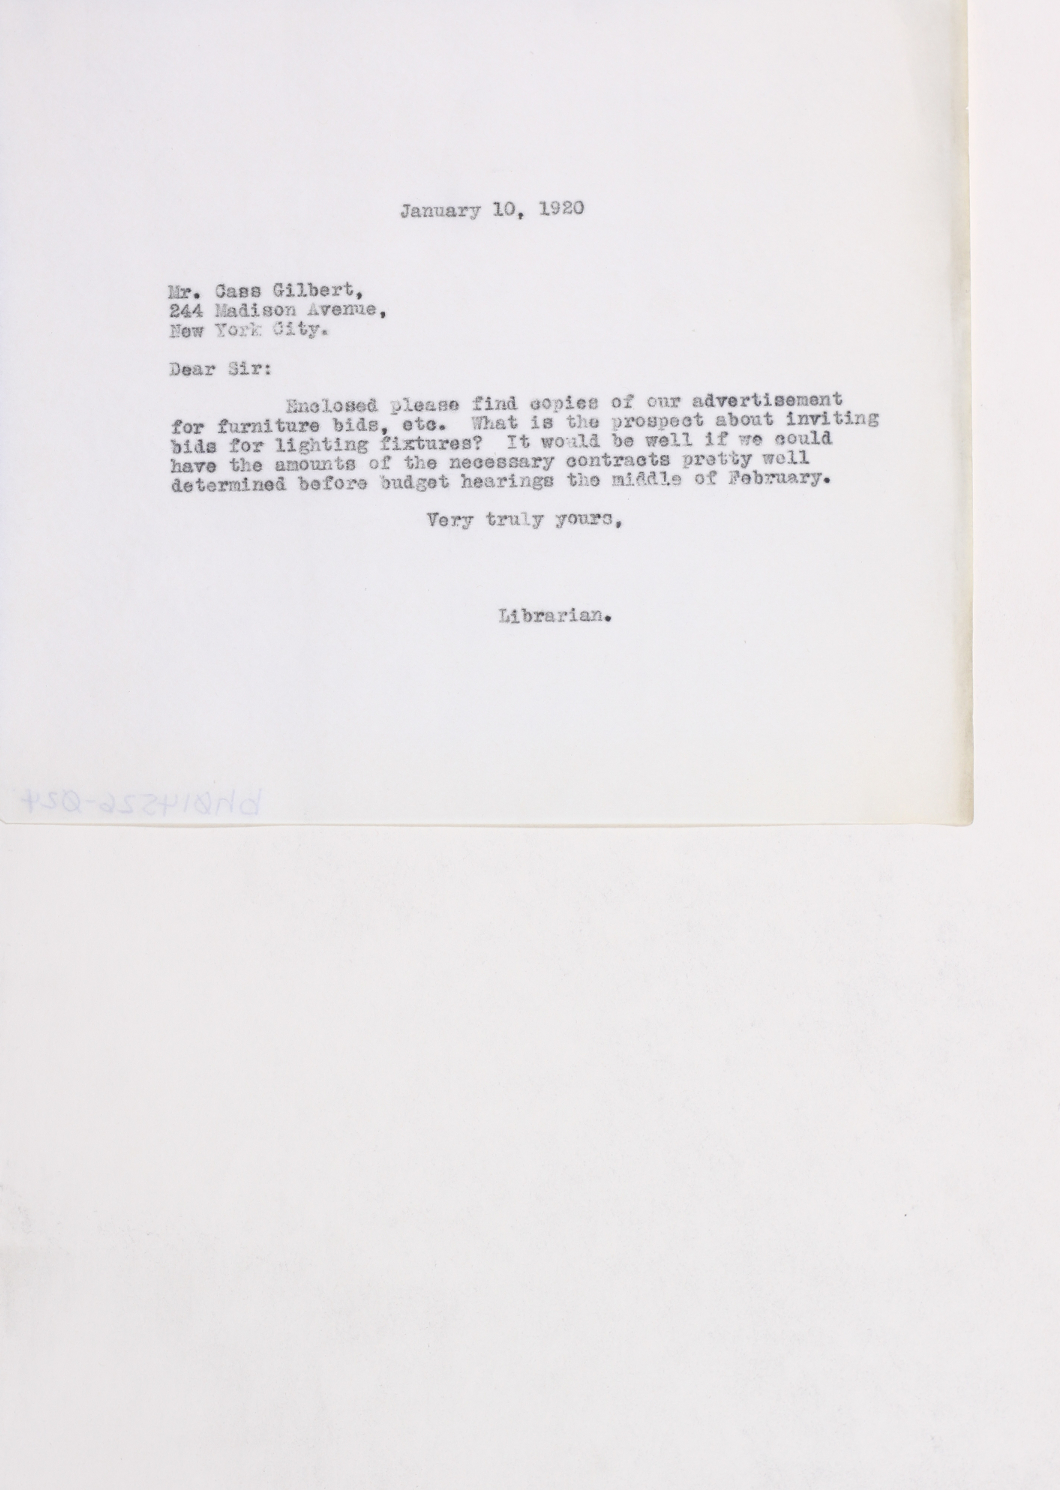 January 10, 1920
Mr. Cass Gilbert,
244 Madison Avenue,
New York City.
Dear Sir:
Enclosed please find copies of our advertisement
for furniture bids, etc. What is the prospect about inviting
bids for lighting fixtures? It would be well if we could
have the amounts of the necessary contracts pretty well
determined before budget hearings the middle of February.
Very truly yours,
Librarian.
bh014526-024